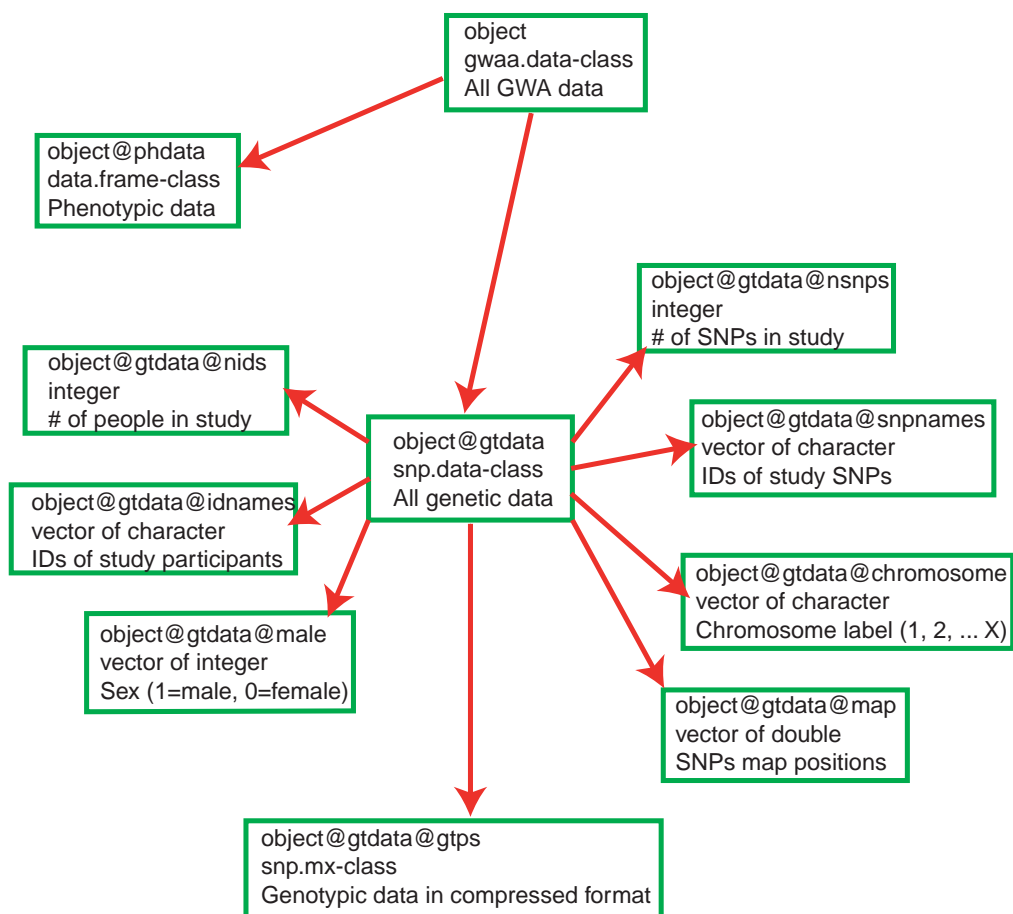 object
gwaa.data-class
All GWA data
object@phdata
data.frame-class
Phenotypic data
object@gtdata@nsnps
integer
# of SNPs in study
object@gtdata@nids
integer
# of people in study
object@gtdata
snp.data-class
All genetic data
object@gtdata@snpnames
vector of character
IDs of study SNPs
object@gtdata@idnames
vector of character
IDs of study participants
object@gtdata@chromosome
vector of character
Chromosome label (1, 2, ... X)
object@gtdata@male
vector of integer
Sex (1=male, 0=female)
object@gtdata@map
vector of double
SNPs map positions
object@gtdata@gtps
snp.mx-class
Genotypic data in compressed format